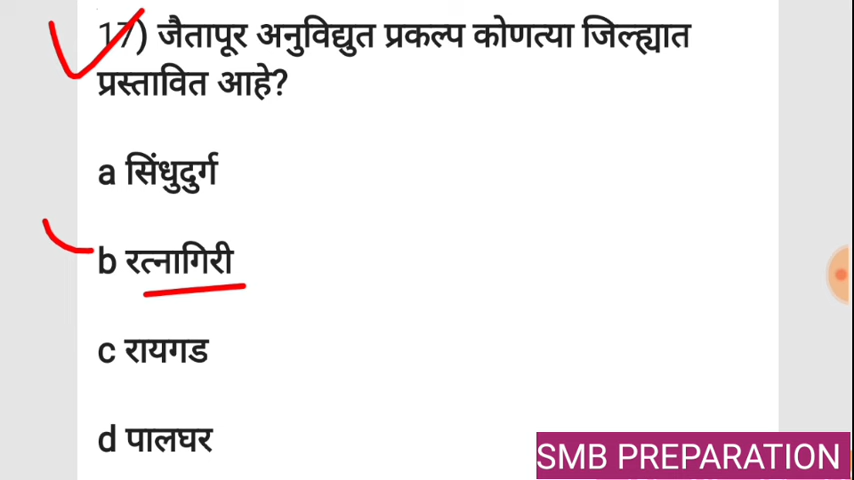 17) जैतापूर अनुविद्युत प्रकल्प कोणत्या जिल्ह्यात
प्रस्तावित आहे?
a सिंधुदुर्ग
b रत्नागिरी
c रायगड
d पालघर
SMB PREPARATION